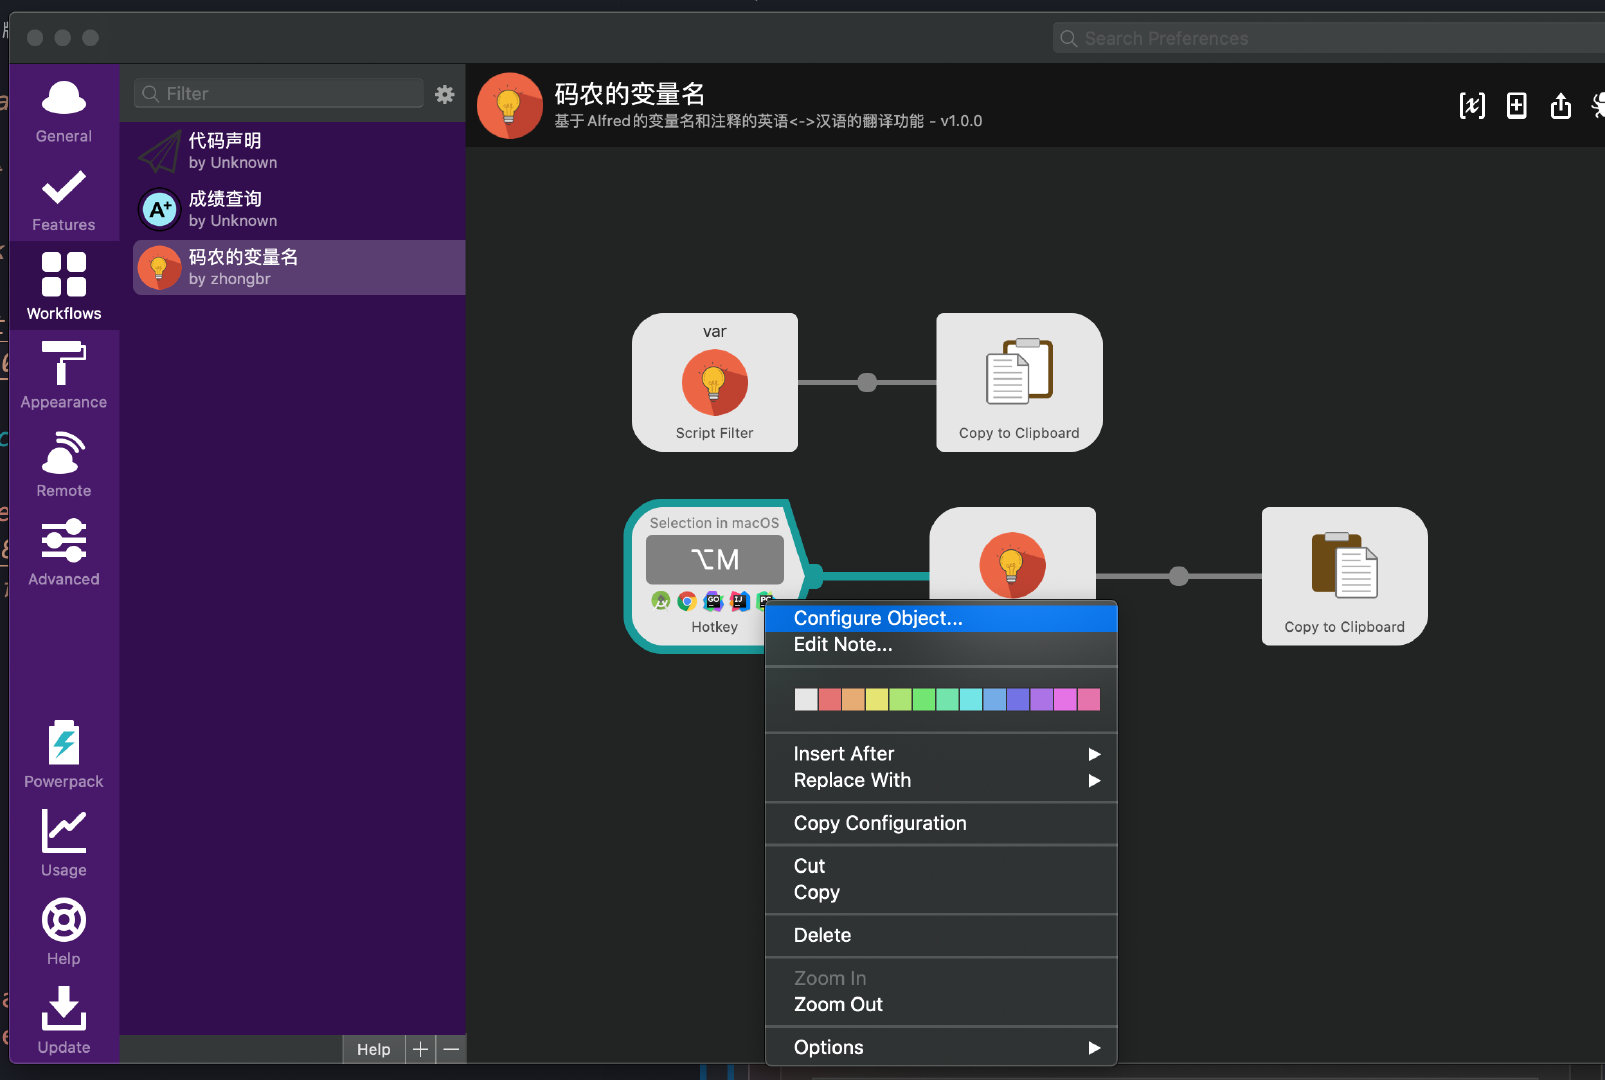 Search Preferences
General
Features
Workflows
Appearance
Remote
Advanced
Powerpack
Usage
Help
Update
Filter
代码声明
by Unknown
A+
成绩查询
by Unknown
码农的变量名
by zhongbr
Help
码农的变量名
基于Alfred的变量名和注释的英语<->汉语的翻译功能 - v1.0.0
var
Script Filter
Copy to Clipboard
Selection in macOS
⌥M
GO
IJ
PC
Hotkey
Copy to Clipboard
Configure Object...
Edit Note...
Insert After
Replace With
Copy Configuration
Cut
Copy
Delete
Zoom In
Zoom Out
Options